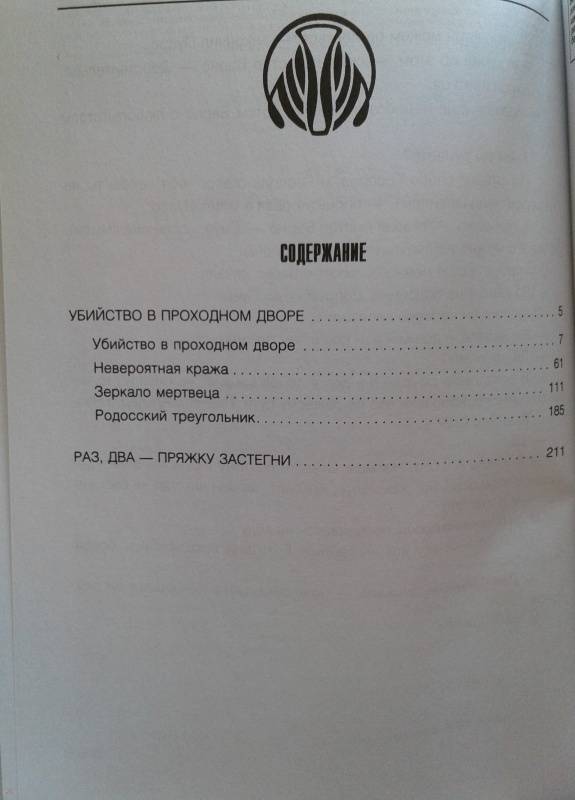 СОДЕРЖАНИЕ
УБИЙСТВО В ПРОХОДНОМ ДВОРЕ 5
Убийство в проходном дворе 7
Невероятная кража 61
Зеркало мертвеца 111
Родосский треугольник 185
РАЗ, ДВА — ПРЯЖКУ ЗАСТЕГНИ 211